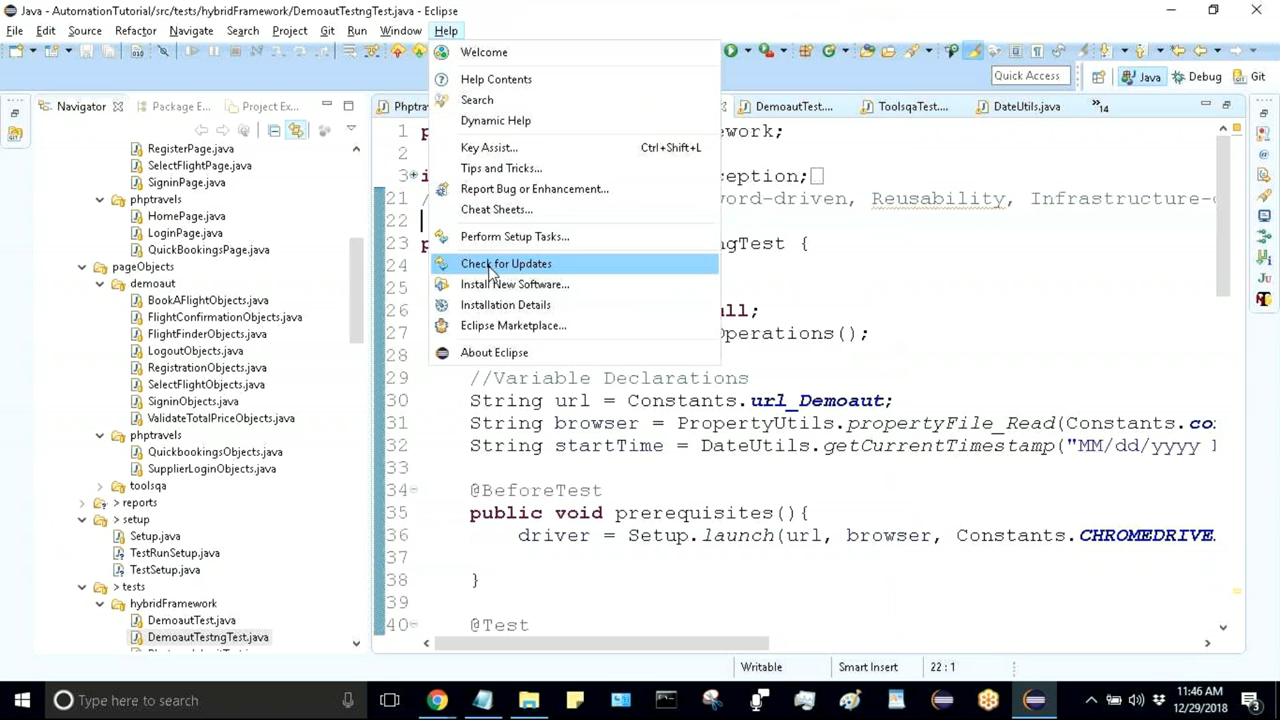 Java - AutomationTutorial/src/tests/hybridFramework/DemoautTestngTest.java - Eclipse
File Edit Source Refactor Navigate Search Project Git Run Window Help
Quick Access
Java
Debug
Git
Welcome
Help Contents
Search
Dynamic Help
Key Assist... Ctrl+Shift+L
Tips and Tricks...
Report Bug or Enhancement...
Cheat Sheets...
Perform Setup Tasks...
Check for Updates
Install New Software...
Installation Details
Eclipse Marketplace...
About Eclipse
Navigator
Package E...
Project Ex...
RegisterPage.java
SelectFlightPage.java
SigninPage.java
phptravels
HomePage.java
LoginPage.java
QuickBookingsPage.java
pageObjects
demoaut
BookAFlightObjects.java
FlightConfirmationObjects.java
FlightFinderObjects.java
LogoutObjects.java
RegistrationObjects.java
SelectFlightObjects.java
SigninObjects.java
ValidateTotalPriceObjects.java
phptravels
QuickbookingsObjects.java
SupplierLoginObjects.java
toolsqa
> reports
> setup
Setup.java
TestRunSetup.java
TestSetup.java
> tests
hybridFramework
DemoautTest.java
DemoautTestngTest.java
Phptra
DemoautTest....
ToolsqaTest....
DateUtils.java
»14
1 p work;
2
3 i ception;
21 / word-driven, Reusability, Infrastructure-
22
23 p ngTest {
24
26 ll;
27 Operations();
28
29 //Variable Declarations
30 String url = Constants.url_Demoaut;
31 String browser = PropertyUtils.propertyFile_Read(Constants.co
32 String startTime = DateUtils.getCurrentTimestamp("MM/dd/yyyy
33
34 @BeforeTest
35 public void prerequisites(){
36 driver = Setup.launch(url, browser, Constants.CHROMEDRIVE
37
38 }
39
40 @Test
Writable
Smart Insert
22 : 1
Type here to search
11:46 AM
12/29/2018
3